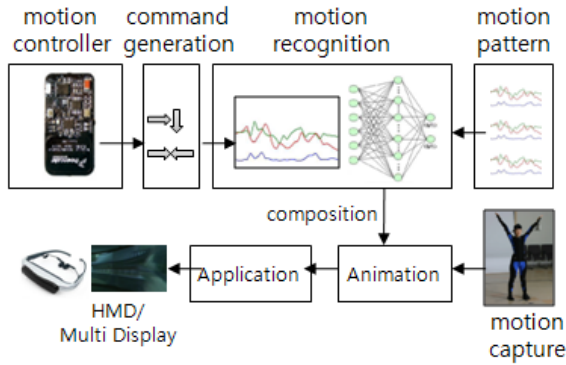 motion
controller
command
generation
motion
recognition
motion
pattern
composition
Application
Animation
HMD/
Multi Display
motion
capture